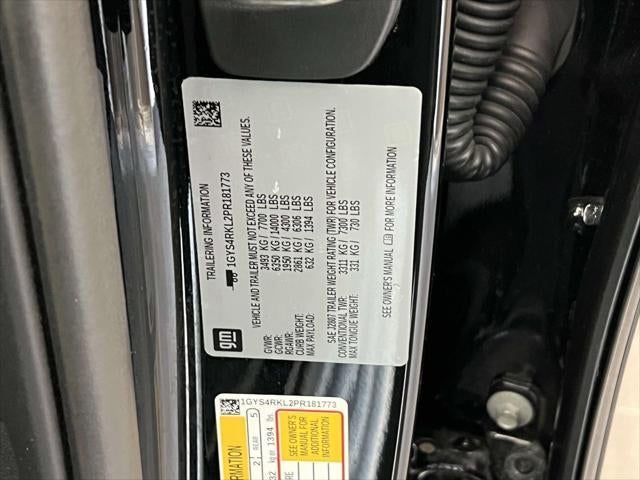 TRAILERING INFORMATION
1GYS4RKL2PR181773
VEHICLE AND TRAILER MUST NOT EXCEED ANY OF THESE VALUES.
GVWR: 3493 KG/ 7700 LBS
GCWR: 6350 KG/ 14000 LBS
RGAWR: 1950 KG/ 4300 LBS
CURB WEIGHT: 2861 KG/ 6306 LBS
MAX PAYLOAD: 632 KG/ 1394 LBS
SAE J2807 TRAILER WEIGHT RATING (TWR) FOR VEHICLE CONFIGURATION.
CONVENTIONAL TWR: 3311 KG/ 7300 LBS
MAX TONGUE WEIGHT: 331 KG/ 730 LBS
SEE OWNER'S MANUAL FOR MORE INFORMATION
gm
1GYS4RKL2PR181773
REAR
5
1394 lbs.
SEE OWNER'S
MANUAL FOR
ADDITIONAL
INFORMATION